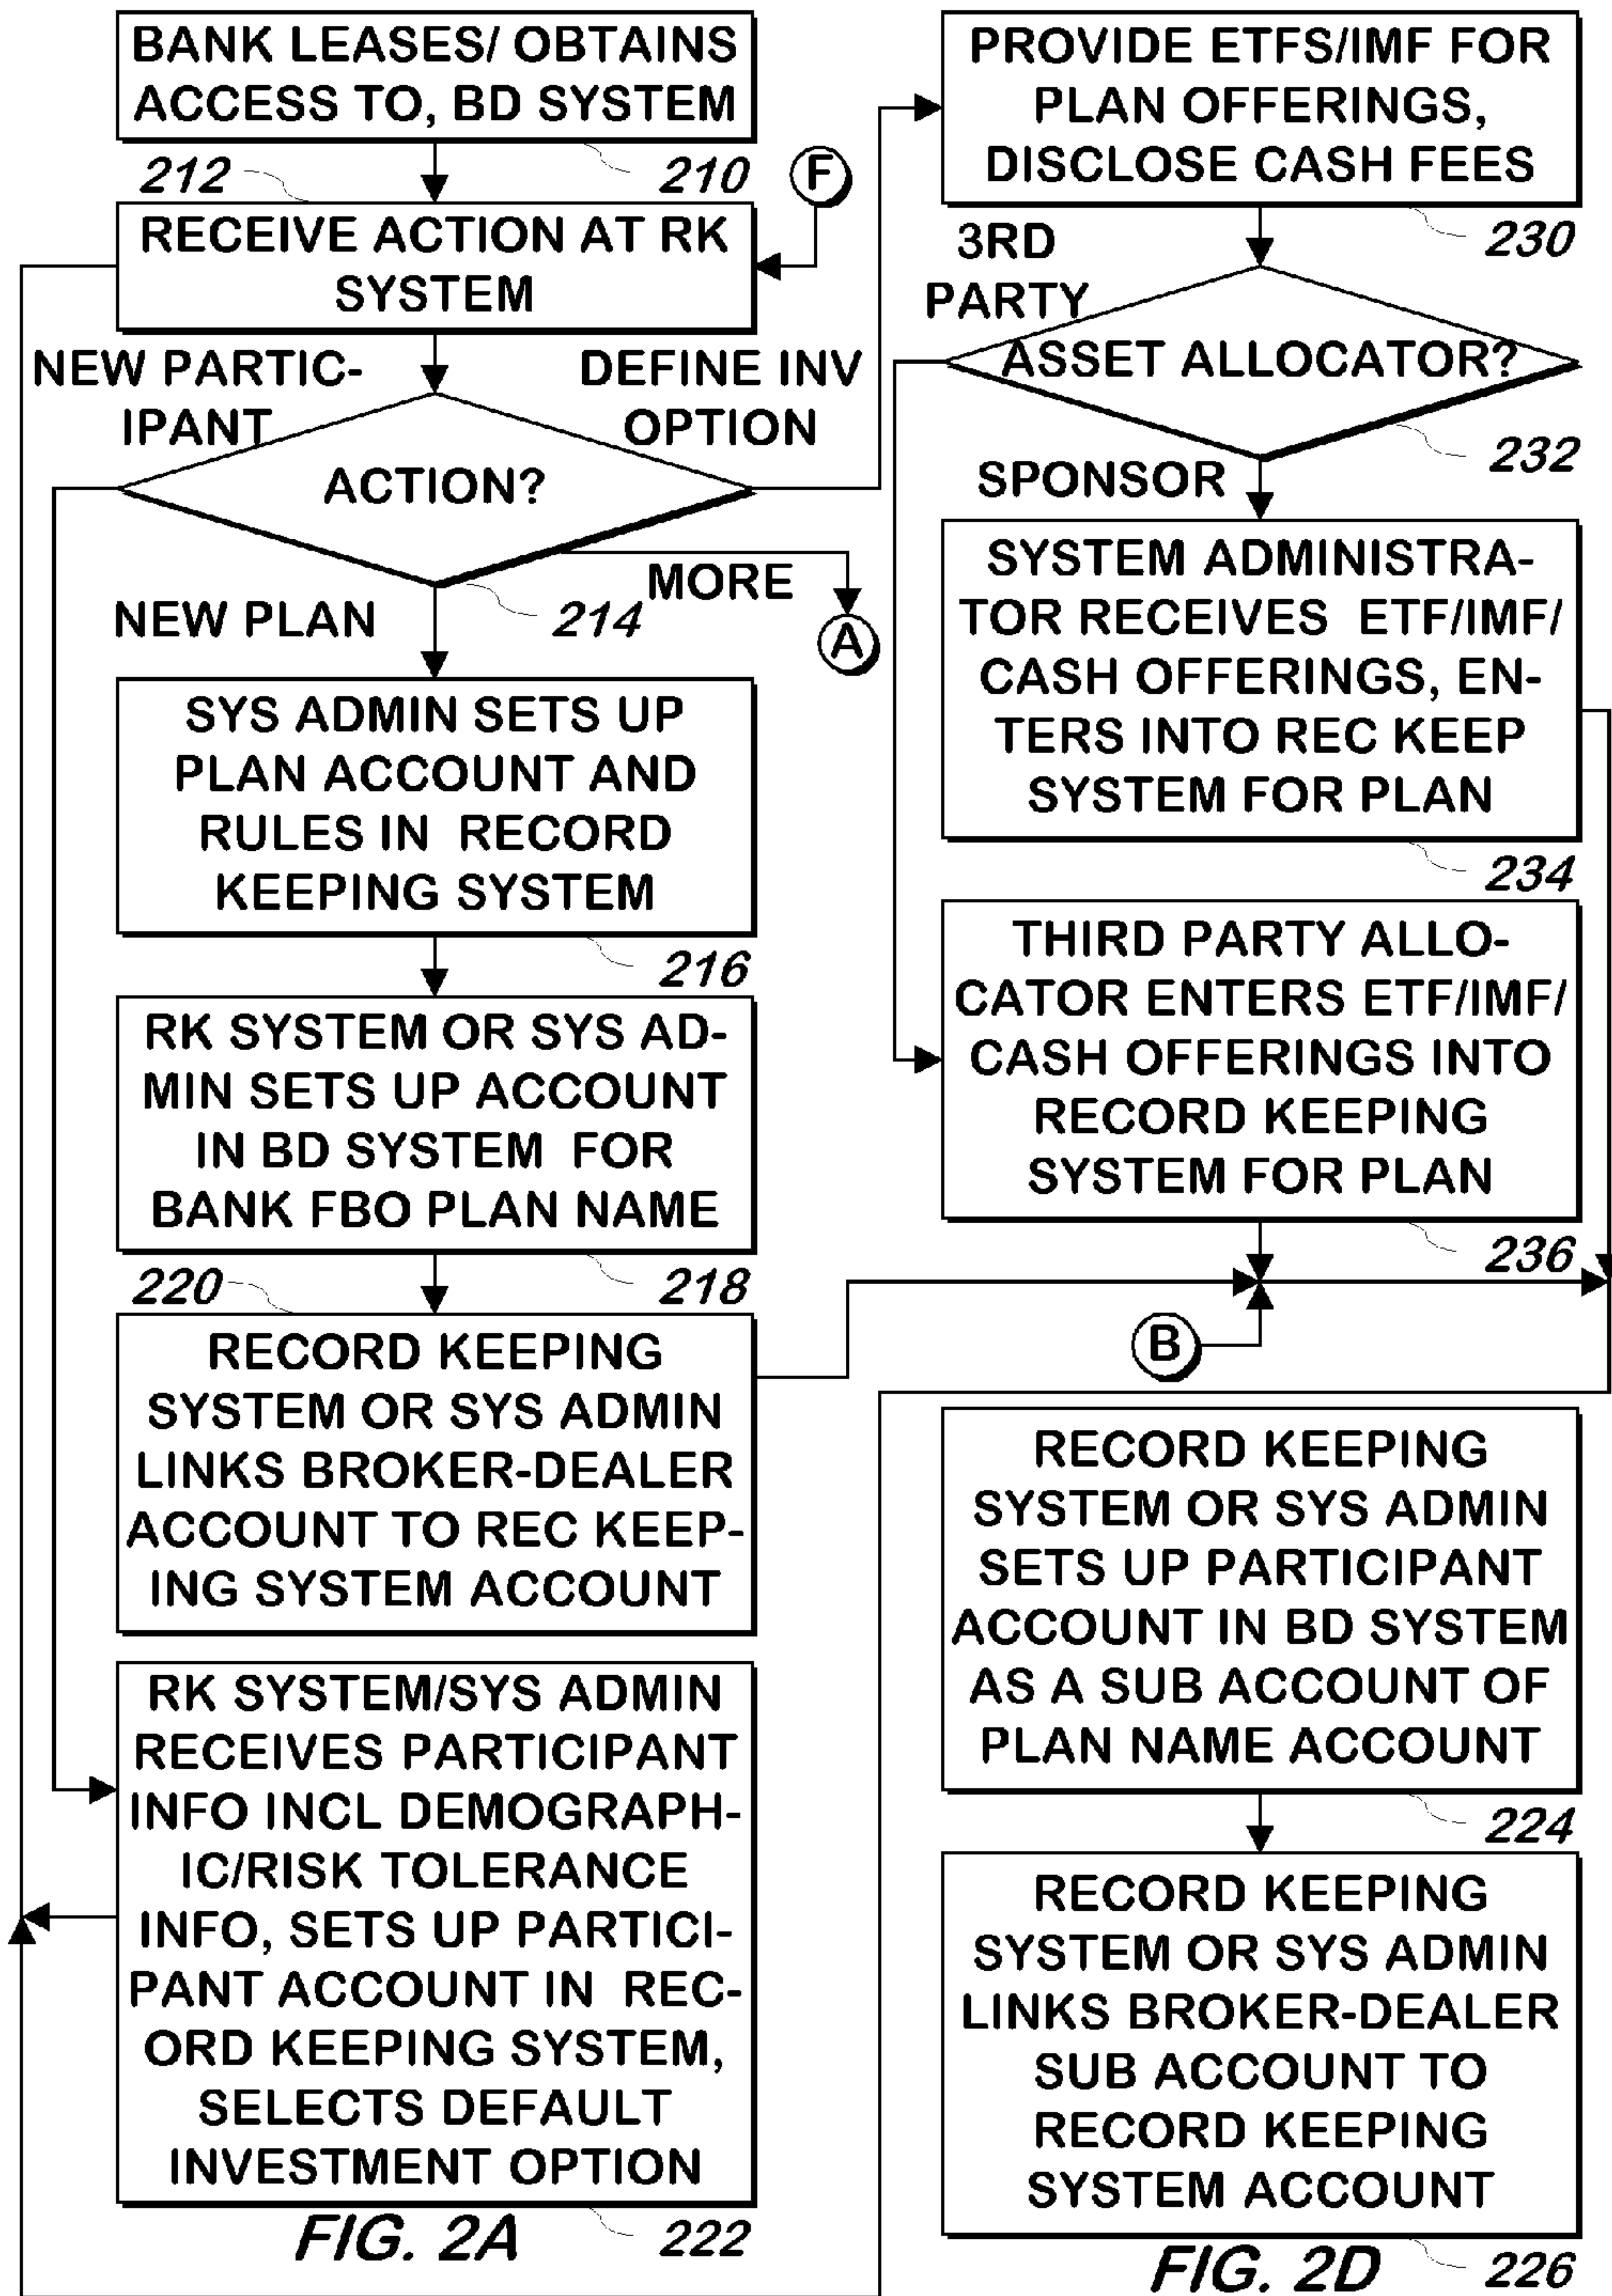 BANK LEASES/ OBTAINS
ACCESS TO, BD SYSTEM
210
212
F
RECEIVE ACTION AT RK
SYSTEM
NEW PARTIC-
IPANT
DEFINE INV
OPTION
ACTION?
MORE
A
NEW PLAN
214
SYS ADMIN SETS UP
PLAN ACCOUNT AND
RULES IN RECORD
KEEPING SYSTEM
216
RK SYSTEM OR SYS AD-
MIN SETS UP ACCOUNT
IN BD SYSTEM FOR
BANK FBO PLAN NAME
218
220
RECORD KEEPING
SYSTEM OR SYS ADMIN
LINKS BROKER-DEALER
ACCOUNT TO REC KEEP-
ING SYSTEM ACCOUNT
RK SYSTEM/SYS ADMIN
RECEIVES PARTICIPANT
INFO INCL DEMOGRAPH-
IC/RISK TOLERANCE
INFO, SETS UP PARTICI-
PANT ACCOUNT IN REC-
ORD KEEPING SYSTEM,
SELECTS DEFAULT
INVESTMENT OPTION
222
FIG. 2A
PROVIDE ETFS/IMF FOR
PLAN OFFERINGS,
DISCLOSE CASH FEES
230
3RD
PARTY
ASSET ALLOCATOR?
232
SPONSOR
SYSTEM ADMINISTRA-
TOR RECEIVES ETF/IMF/
CASH OFFERINGS, EN-
TERS INTO REC KEEP
SYSTEM FOR PLAN
234
THIRD PARTY ALLO-
CATOR ENTERS ETF/IMF/
CASH OFFERINGS INTO
RECORD KEEPING
SYSTEM FOR PLAN
236
B
RECORD KEEPING
SYSTEM OR SYS ADMIN
SETS UP PARTICIPANT
ACCOUNT IN BD SYSTEM
AS A SUB ACCOUNT OF
PLAN NAME ACCOUNT
224
RECORD KEEPING
SYSTEM OR SYS ADMIN
LINKS BROKER-DEALER
SUB ACCOUNT TO
RECORD KEEPING
SYSTEM ACCOUNT
226
FIG. 2D